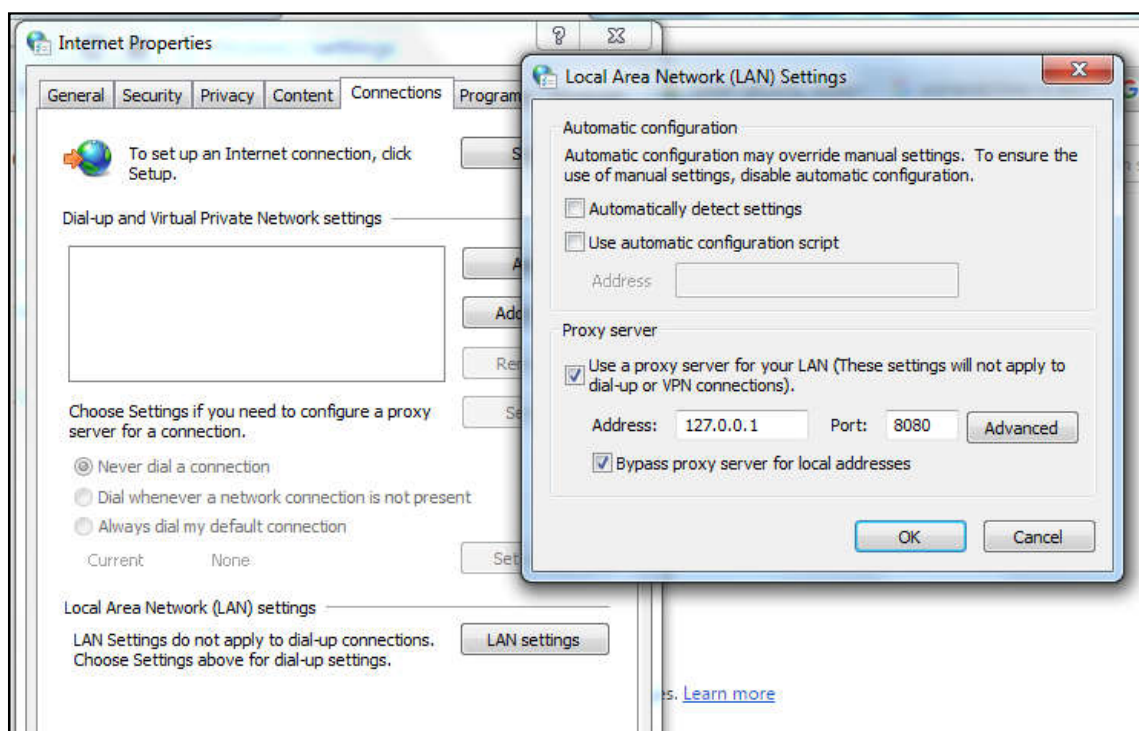 Internet Properties
General Security Privacy Content Connections
To set up an Internet connection, click
Setup.
Dial-up and Virtual Private Network settings
Choose Settings if you need to configure a proxy
server for a connection.
Never dial a connection
Dial whenever a network connection is not present
Always dial my default connection
Current None
Local Area Network (LAN) settings
LAN Settings do not apply to dial-up connections.
Choose Settings above for dial-up settings.
LAN settings
Local Area Network (LAN) Settings
Automatic configuration
Automatic configuration may override manual settings. To ensure the
use of manual settings, disable automatic configuration.
Automatically detect settings
Use automatic configuration script
Address
Proxy server
Use a proxy server for your LAN (These settings will not apply to
dial-up or VPN connections).
Address: 127.0.0.1 Port: 8080 Advanced
Bypass proxy server for local addresses
OK Cancel
Learn more